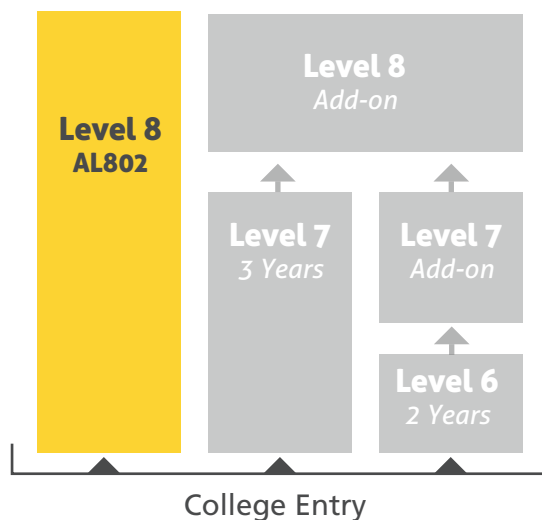 Level 8
AL802
Level 8
Add-on
Level 7
3 Years
Level 7
Add-on
Level 6
2 Years
College Entry